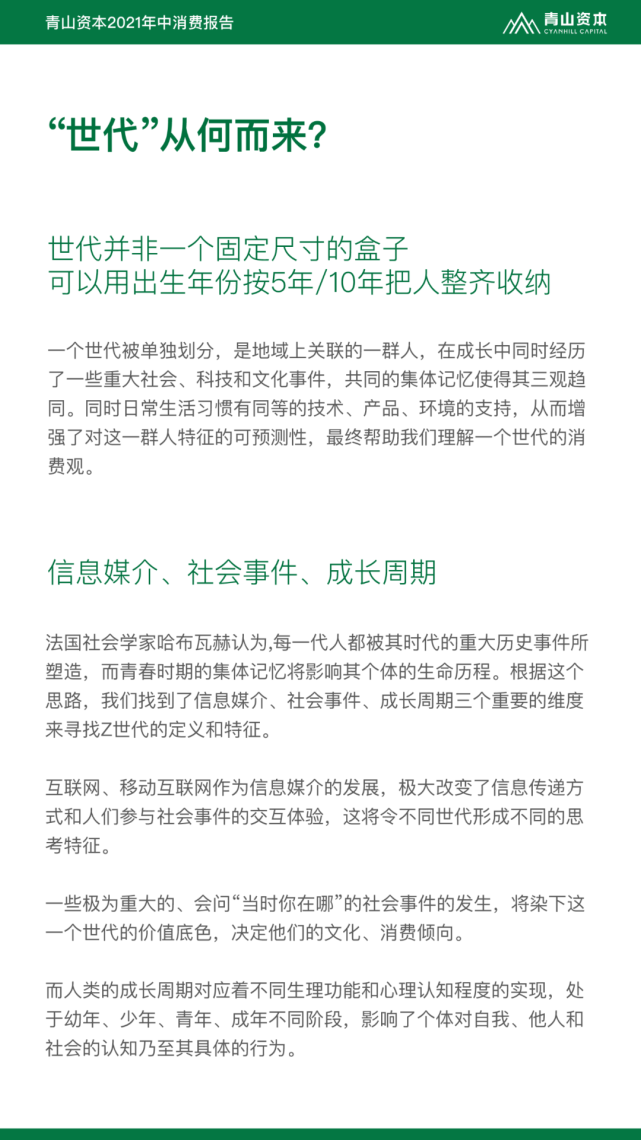 青山资本2021年中消费报告
青山资本
CYANHILL CAPITAL
“世代”从何而来?
世代并非一个固定尺寸的盒子
可以用出生年份按5年/10年把人整齐收纳
一个世代被单独划分，是地域上关联的一群人，在成长中同时经历
了一些重大社会、科技和文化事件，共同的集体记忆使得其三观趋
同。同时日常生活习惯有同等的技术、产品、环境的支持，从而增
强了对这一群人特征的可预测性，最终帮助我们理解一个世代的消
费观。
信息媒介、社会事件、成长周期
法国社会学家哈布瓦赫认为,每一代人都被其时代的重大历史事件所
塑造，而青春时期的集体记忆将影响其个体的生命历程。根据这个
思路，我们找到了信息媒介、社会事件、成长周期三个重要的维度
来寻找Z世代的定义和特征。
互联网、移动互联网作为信息媒介的发展，极大改变了信息传递方
式和人们参与社会事件的交互体验，这将令不同世代形成不同的思
考特征。
一些极为重大的、会问“当时你在哪”的社会事件的发生，将染下这
一个世代的价值底色，决定他们的文化、消费倾向。
而人类的成长周期对应着不同生理功能和心理认知程度的实现，处
于幼年、少年、青年、成年不同阶段，影响了个体对自我、他人和
社会的认知乃至其具体的行为。